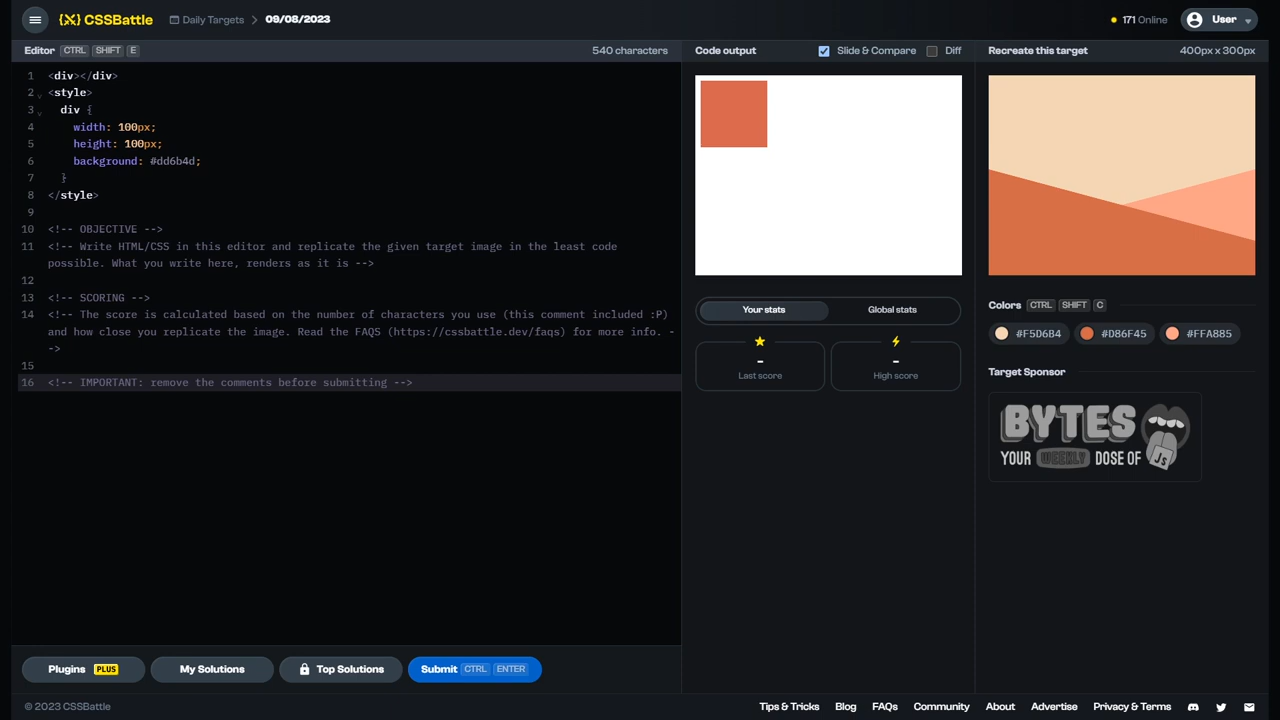 CSSBattle
Daily Targets
09/08/2023
171 Online
User
Editor CTRL SHIFT E
540 characters
Code output
Slide & Compare
Diff
Recreate this target
400px x 300px
1 <div></div>
2 <style>
3 div {
4 width: 100px;
5 height: 100px;
6 background: #dd6b4d;
7 }
8 </style>
9
10 <!-- OBJECTIVE -->
11 <!-- Write HTML/CSS in this editor and replicate the given target image in the least code
possible. What you write here, renders as it is -->
12
13 <!-- SCORING -->
14 <!-- The score is calculated based on the number of characters you use (this comment included :P)
and how close you replicate the image. Read the FAQS (https://cssbattle.dev/faqs) for more info. -
->
15
16 <!-- IMPORTANT: remove the comments before submitting -->
Your stats
Global stats
-
Last score
-
High score
Colors CTRL SHIFT C
#F5D6B4
#D86F45
#FFA885
Target Sponsor
BYTES
YOUR WEEKLY DOSE OF JS
Plugins PLUS
My Solutions
Top Solutions
Submit CTRL ENTER
© 2023 CSSBattle
Tips & Tricks
Blog
FAQs
Community
About
Advertise
Privacy & Terms